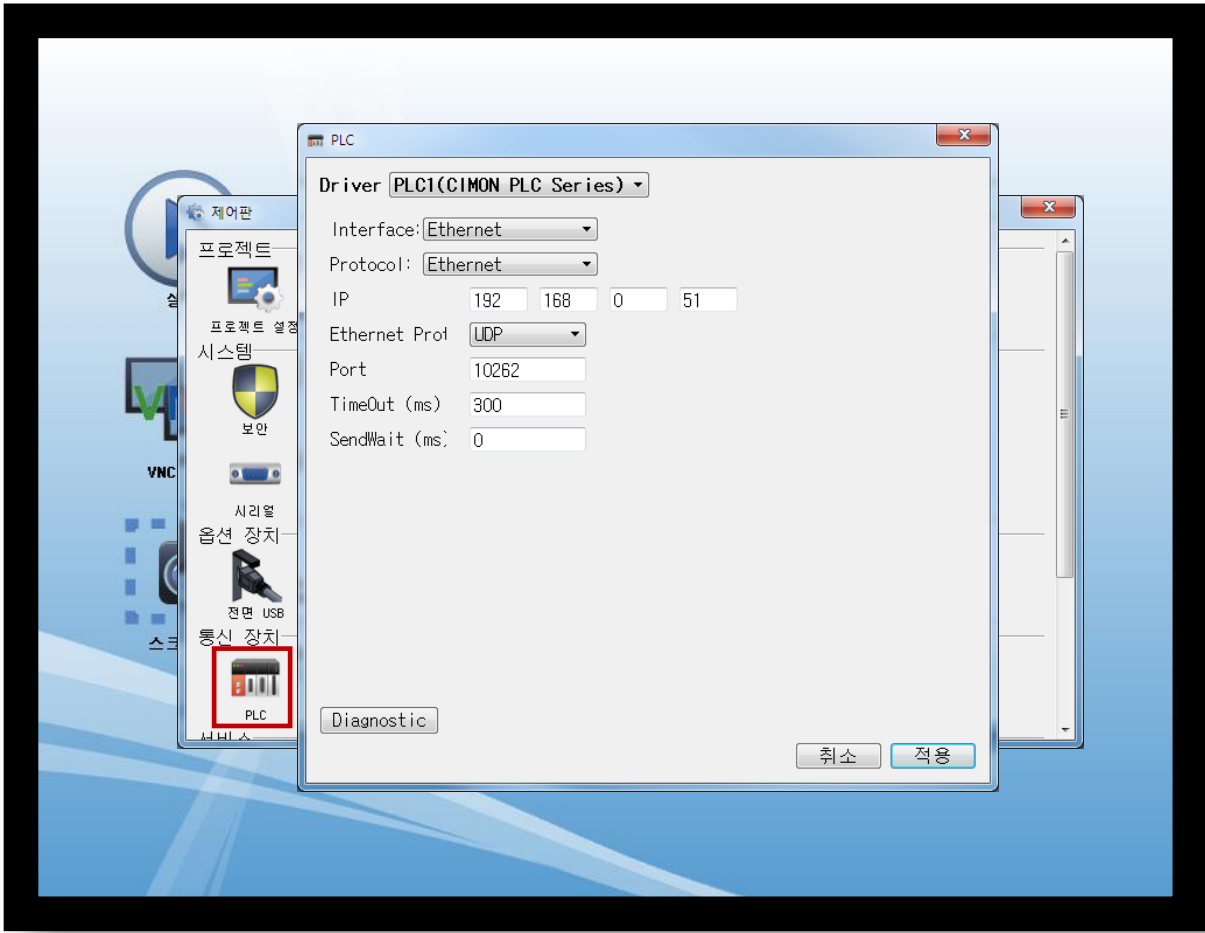 PLC
Driver PLC1(CIMON PLC Series)
Interface: Ethernet
Protocol: Ethernet
IP 192 168 0 51
Ethernet Prot UDP
Port 10262
TimeOut (ms) 300
SendWait (ms) 0
Diagnostic
취소 적용
제어판
프로젝트
프로젝트 설정
시스템
보안
시리얼
옵션 장치
전면 USB
통신 장치
PLC
서비스
VNC